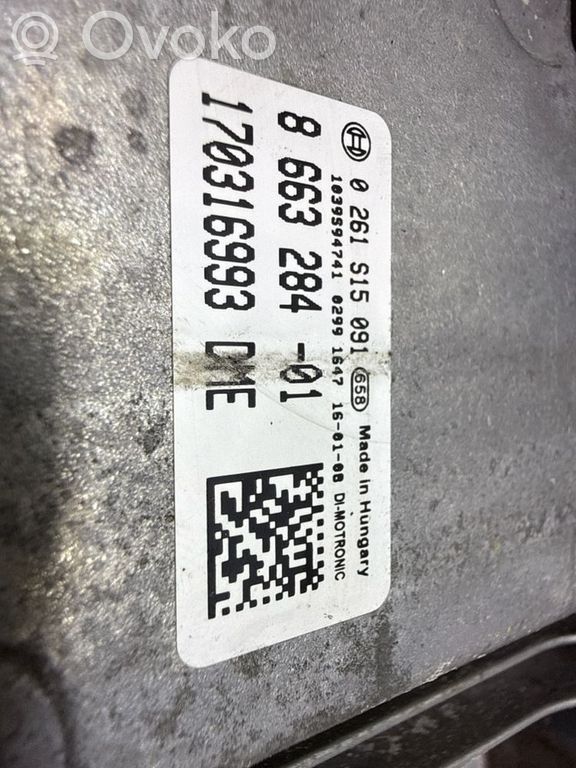 Ovoko
0 261 S15 091 658 Made in Hungary
1039S94741 0299 1647 16-01-08 DI-MOTRONIC
8 663 284 -01
170316993 DME